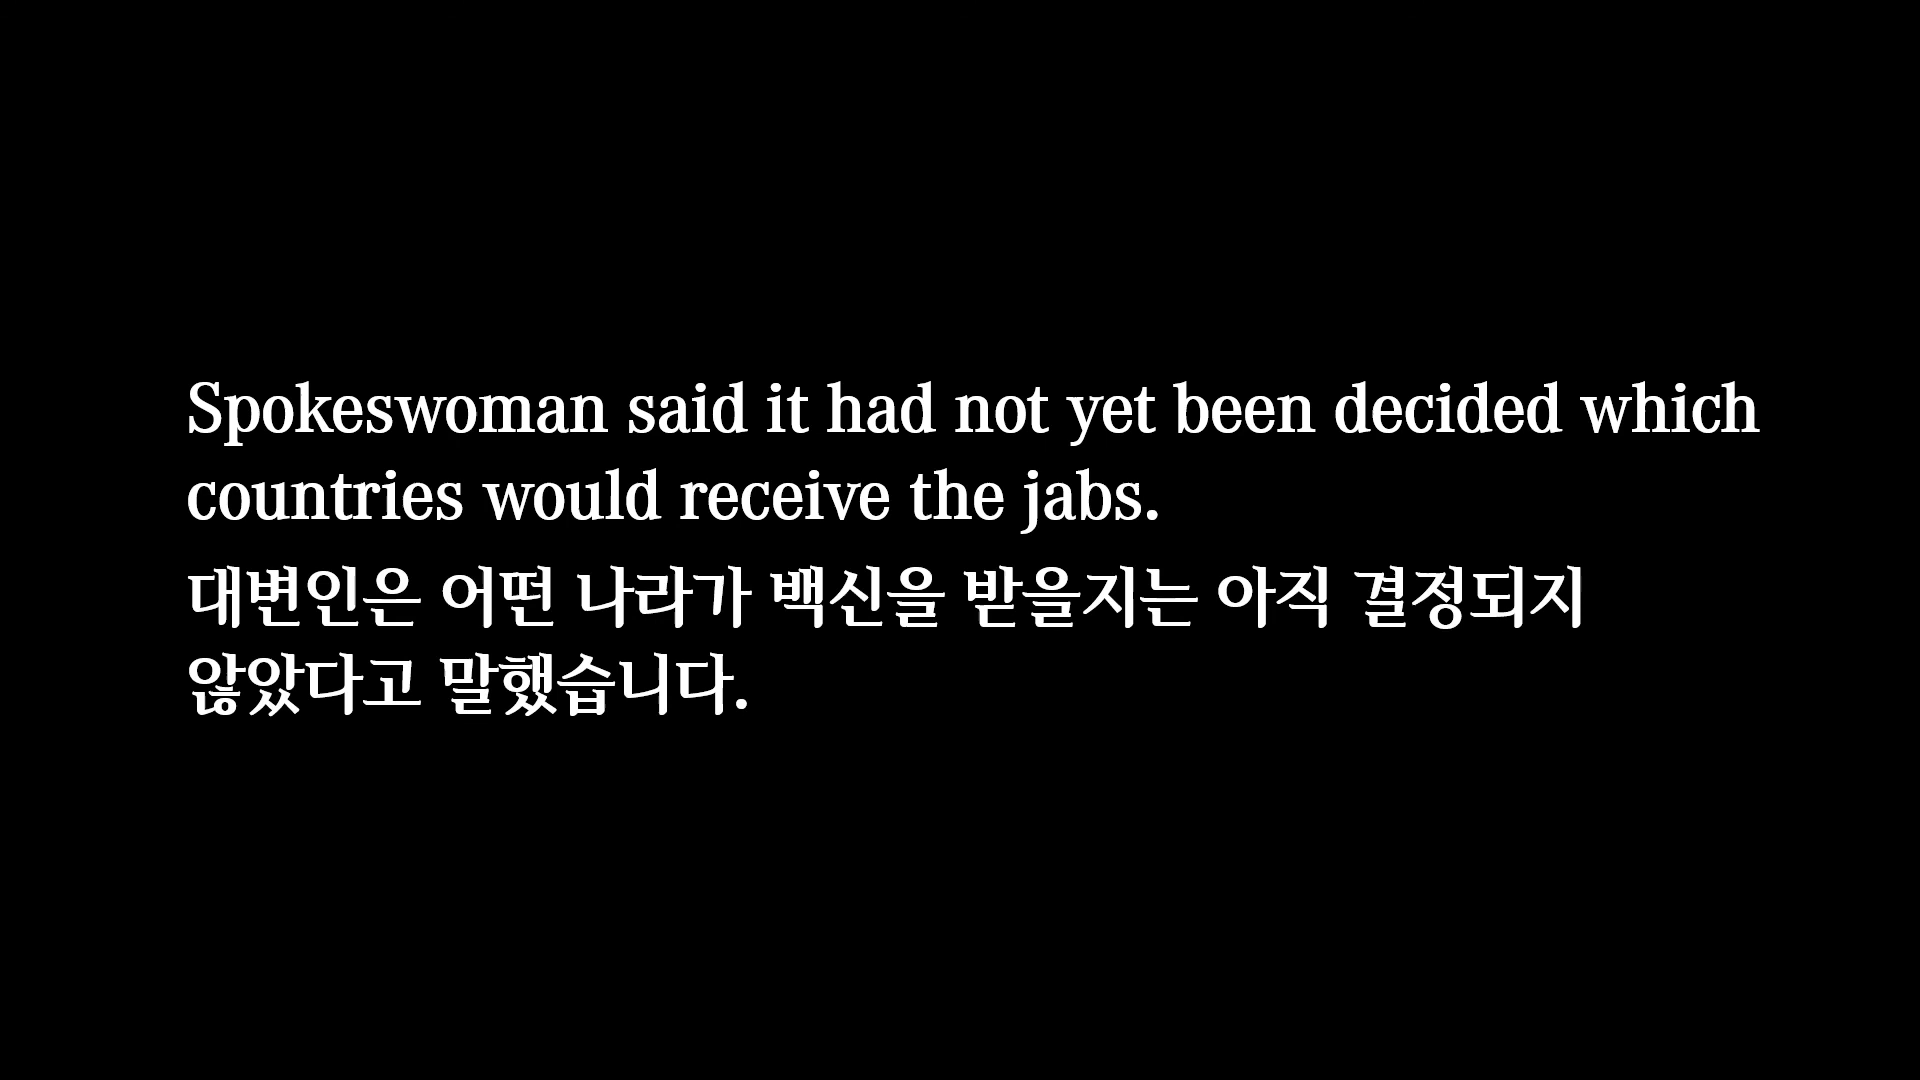 Spokeswoman said it had not yet been decided which
countries would receive the jabs.
대변인은 어떤 나라가 백신을 받을지는 아직 결정되지
않았다고 말했습니다.